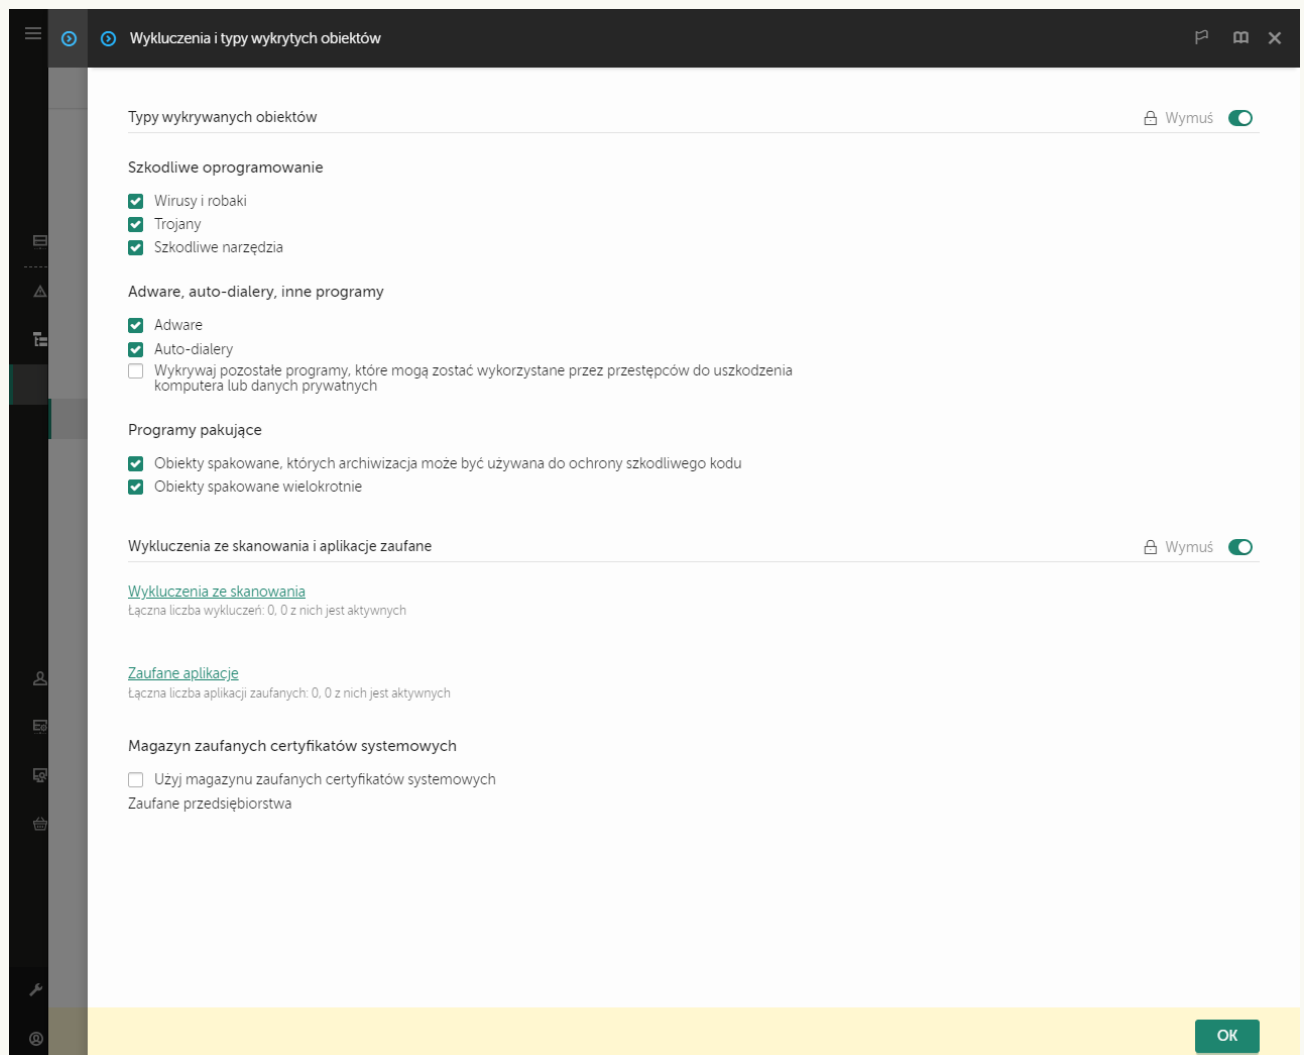 Wykluczenia i typy wykrytych obiektów
Typy wykrywanych obiektów
Wymuś
Szkodliwe oprogramowanie
Wirusy i robaki
Trojany
Szkodliwe narzędzia
Adware, auto-dialery, inne programy
Adware
Auto-dialery
Wykrywaj pozostałe programy, które mogą zostać wykorzystane przez przestępców do uszkodzenia
komputera lub danych prywatnych
Programy pakujące
Obiekty spakowane, których archiwizacja może być używana do ochrony szkodliwego kodu
Obiekty spakowane wielokrotnie
Wykluczenia ze skanowania i aplikacje zaufane
Wymuś
Wykluczenia ze skanowania
Łączna liczba wykluczeń: 0, 0 z nich jest aktywnych
Zaufane aplikacje
Łączna liczba aplikacji zaufanych: 0, 0 z nich jest aktywnych
Magazyn zaufanych certyfikatów systemowych
Użyj magazynu zaufanych certyfikatów systemowych
Zaufane przedsiębiorstwa
OK